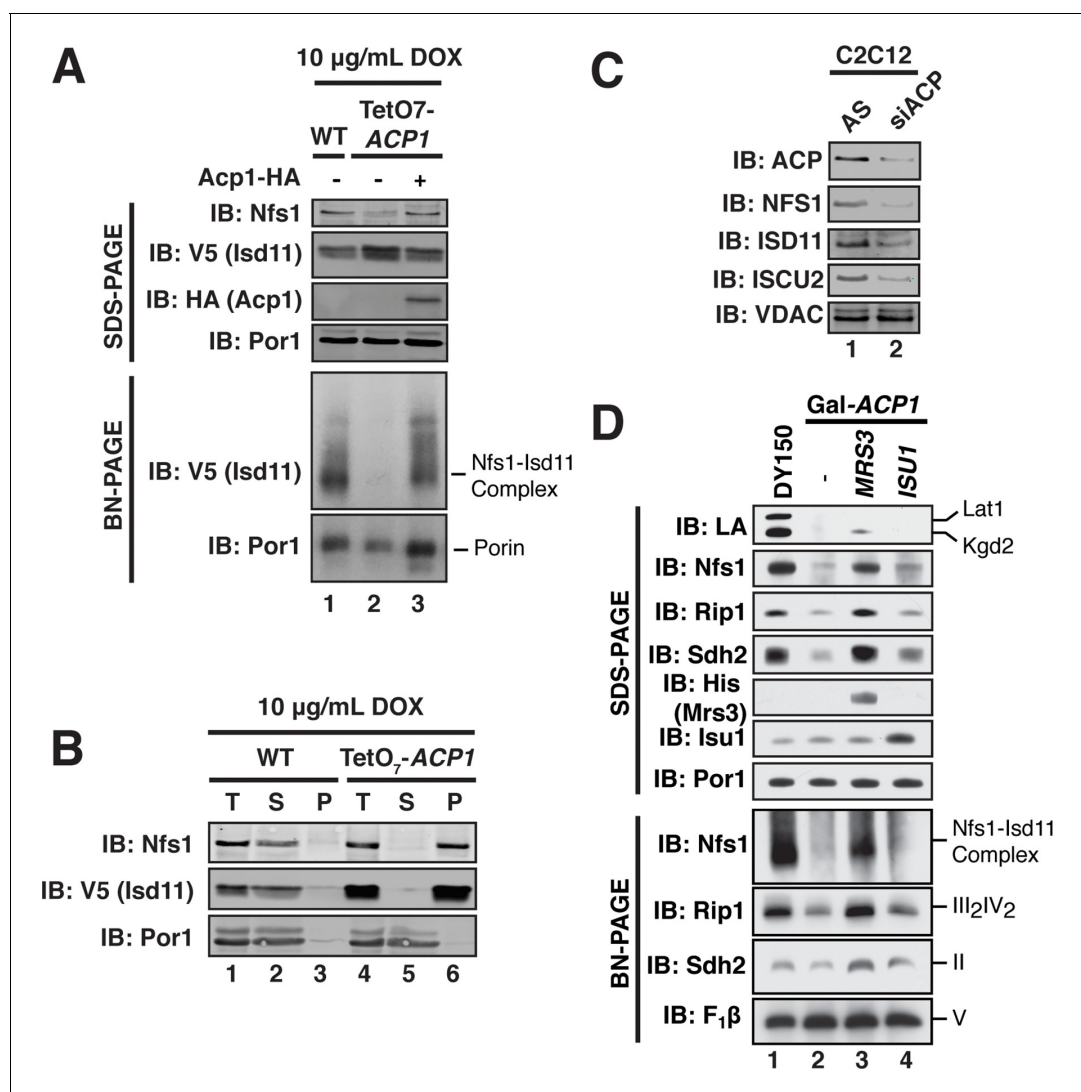 A
10 µg/mL DOX
TetO7-
WT ACP1
Acp1-HA - - +
SDS-PAGE
IB: Nfs1
IB: V5 (Isd11)
IB: HA (Acp1)
IB: Por1
BN-PAGE
IB: V5 (Isd11)
Nfs1-Isd11
Complex
IB: Por1
Porin
1 2 3
B
10 µg/mL DOX
WT TetO7-ACP1
T S P T S P
IB: Nfs1
IB: V5 (Isd11)
IB: Por1
1 2 3 4 5 6
C
C2C12
AS siACP
IB: ACP
IB: NFS1
IB: ISD11
IB: ISCU2
IB: VDAC
1 2
D
Gal-ACP1
DY150 - MRS3 ISU1
SDS-PAGE
IB: LA
Lat1
Kgd2
IB: Nfs1
IB: Rip1
IB: Sdh2
IB: His
(Mrs3)
IB: Isu1
IB: Por1
BN-PAGE
IB: Nfs1
Nfs1-Isd11
Complex
IB: Rip1 III2IV2
IB: Sdh2 II
IB: F1β V
1 2 3 4